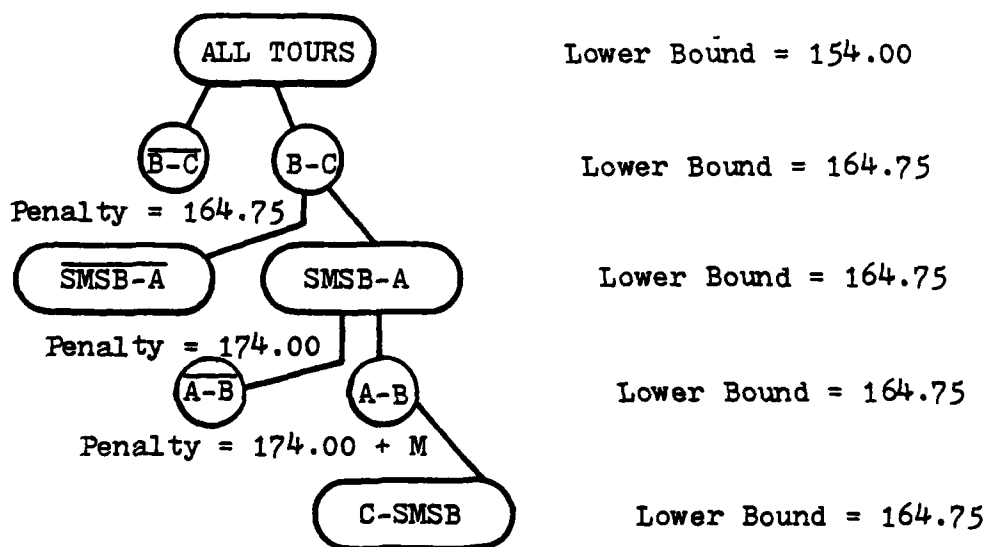 ALL TOURS Lower Bound = 154.00
B̅-̅C̅ B-C Lower Bound = 164.75
Penalty = 164.75
S̅M̅S̅B̅-̅A̅ SMSB-A Lower Bound = 164.75
Penalty = 174.00
A̅-̅B̅ A-B Lower Bound = 164.75
Penalty = 174.00 + M
C-SMSB Lower Bound = 164.75